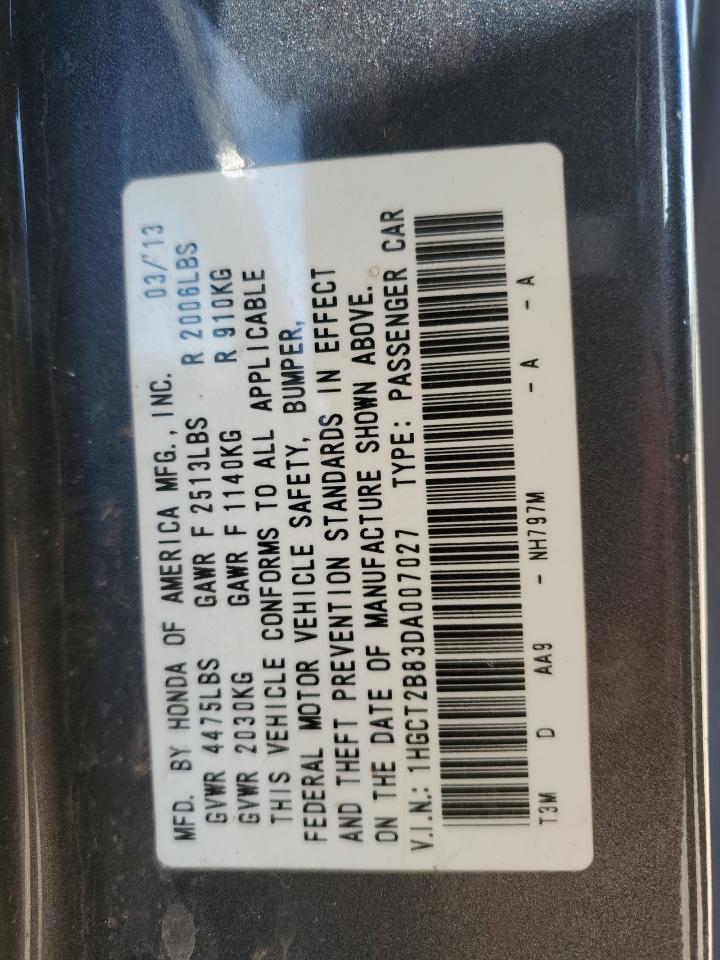 MFD. BY HONDA OF AMERICA MFG., INC. 03/13
GVWR 4475LBS GAWR F 2513LBS R 2006LBS
GVWR 2030KG GAWR F 1140KG R 910KG
THIS VEHICLE CONFORMS TO ALL APPLICABLE
FEDERAL MOTOR VEHICLE SAFETY, BUMPER,
AND THEFT PREVENTION STANDARDS IN EFFECT
ON THE DATE OF MANUFACTURE SHOWN ABOVE.
V.I.N.: 1HGCT2B83DA007027 TYPE: PASSENGER CAR
T3M D AA9 - NH797M - A - A